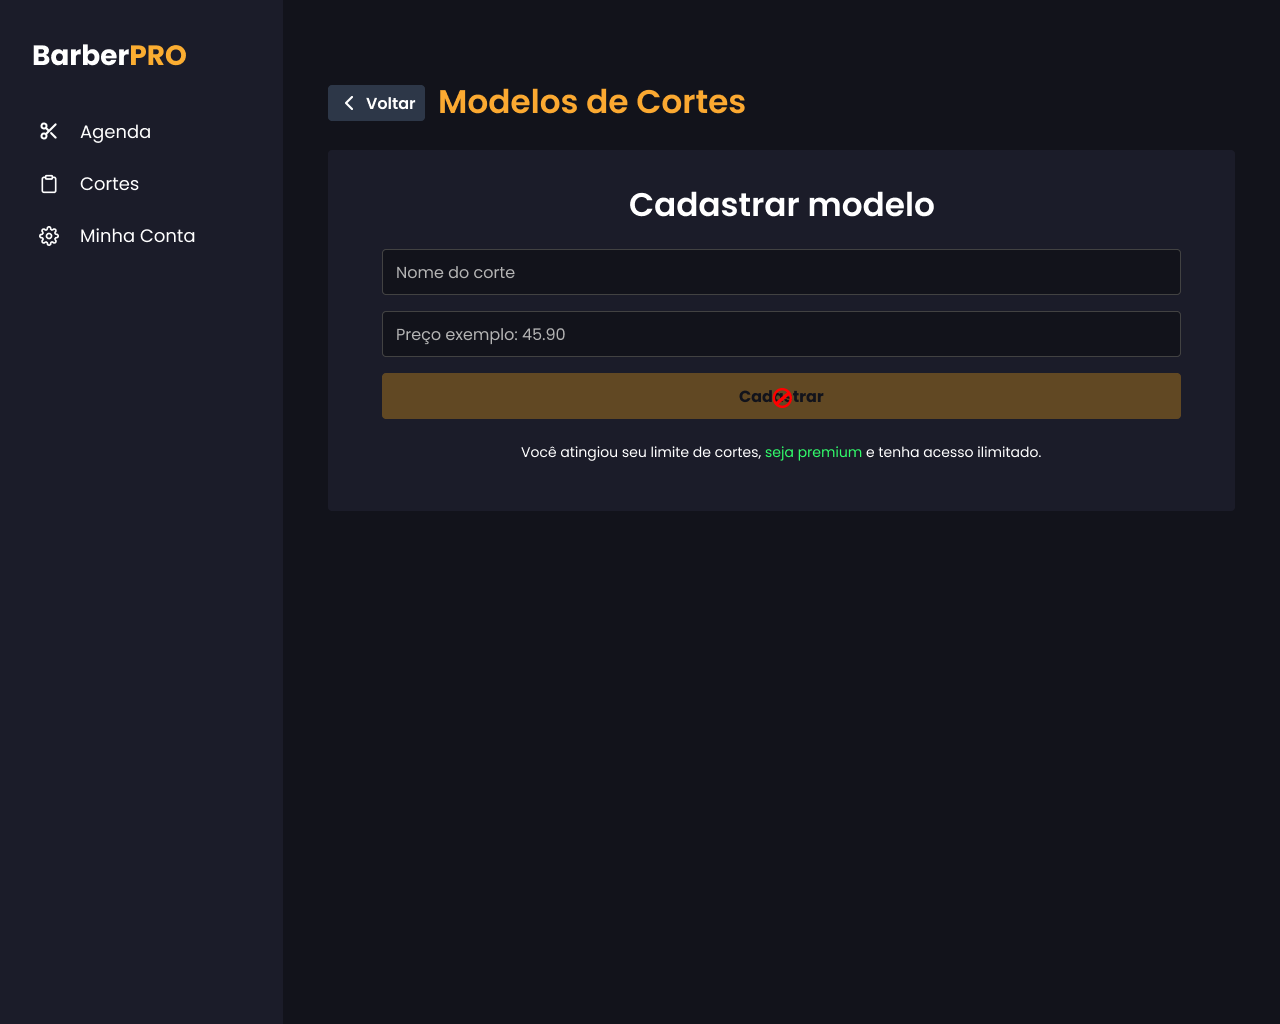 BarberPRO
Agenda
Cortes
Minha Conta
Voltar
Modelos de Cortes
Cadastrar modelo
Nome do corte
Preço exemplo: 45.90
Cadastrar
Você atingiou seu limite de cortes, seja premium e tenha acesso ilimitado.